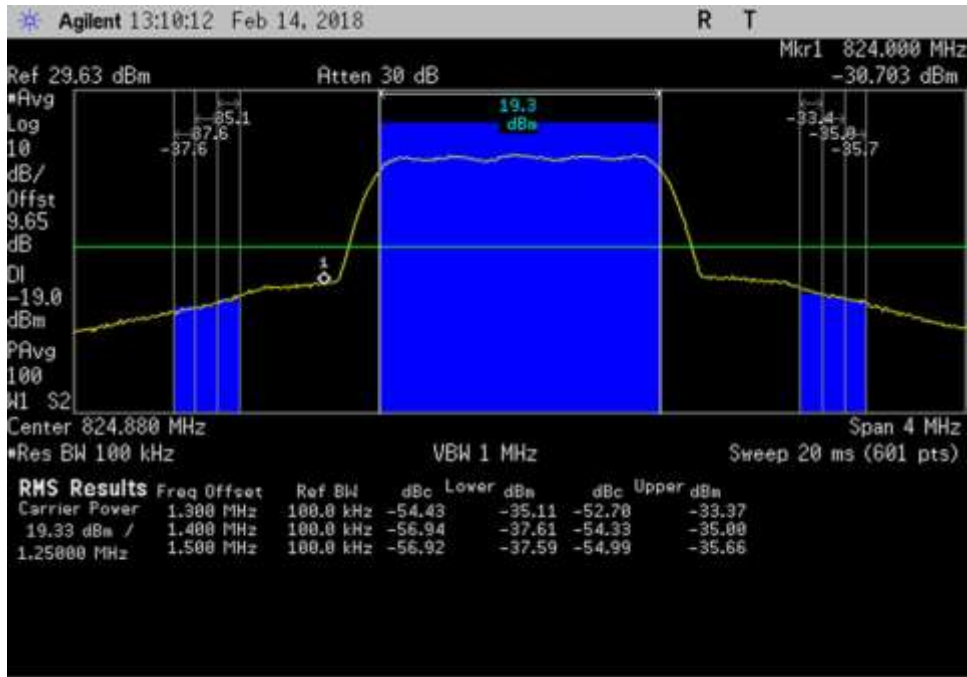 Agilent 13:10:12 Feb 14, 2018 R T
Mkr1 824.000 MHz
Ref 29.63 dBm Atten 30 dB -30.703 dBm
*Avg
Log
10
dB/
Offst
9.65
dB
DI
-19.0
dBm
PAvg
100
W1 S2
19.3
dBm
-35.1
-37.6
-37.6
-33.4
-35.0
-35.7
1
Center 824.880 MHz Span 4 MHz
*Res BW 100 kHz VBW 1 MHz Sweep 20 ms (601 pts)
RMS Results Freq Offset Ref BW dBc Lower dBm dBc Upper dBm
Carrier Power 1.300 MHz 100.0 kHz -54.43 -35.11 -52.70 -33.37
19.33 dBm / 1.400 MHz 100.0 kHz -56.94 -37.61 -54.33 -35.00
1.25000 MHz 1.500 MHz 100.0 kHz -56.92 -37.59 -54.99 -35.66